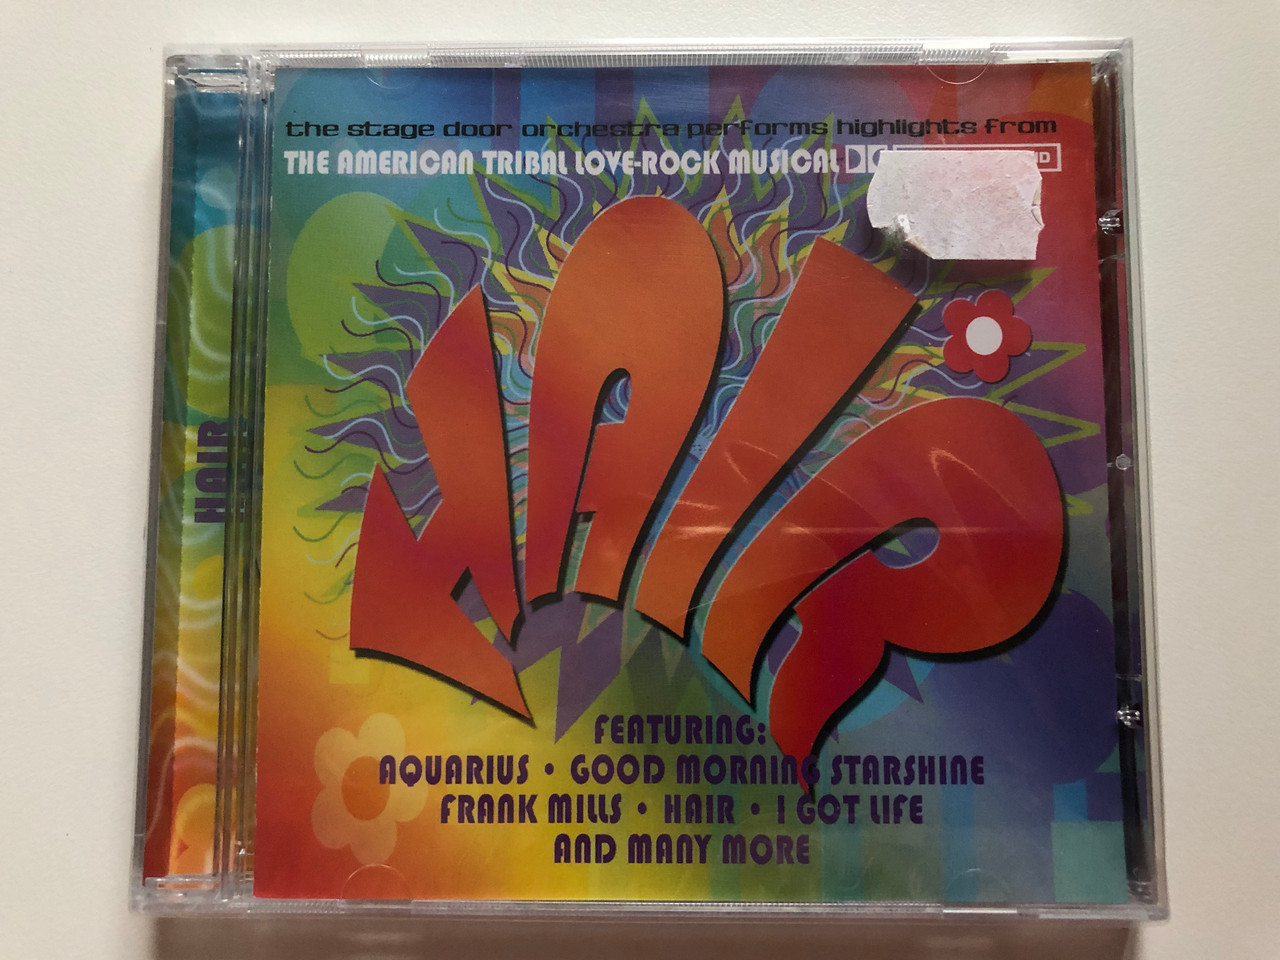 the stage door orchestra performs highlights from
THE AMERICAN TRIBAL LOVE-ROCK MUSICAL
HAIR
HAIR
FEATURING:
AQUARIUS • GOOD MORNING STARSHINE
FRANK MILLS • HAIR • I GOT LIFE
AND MANY MORE